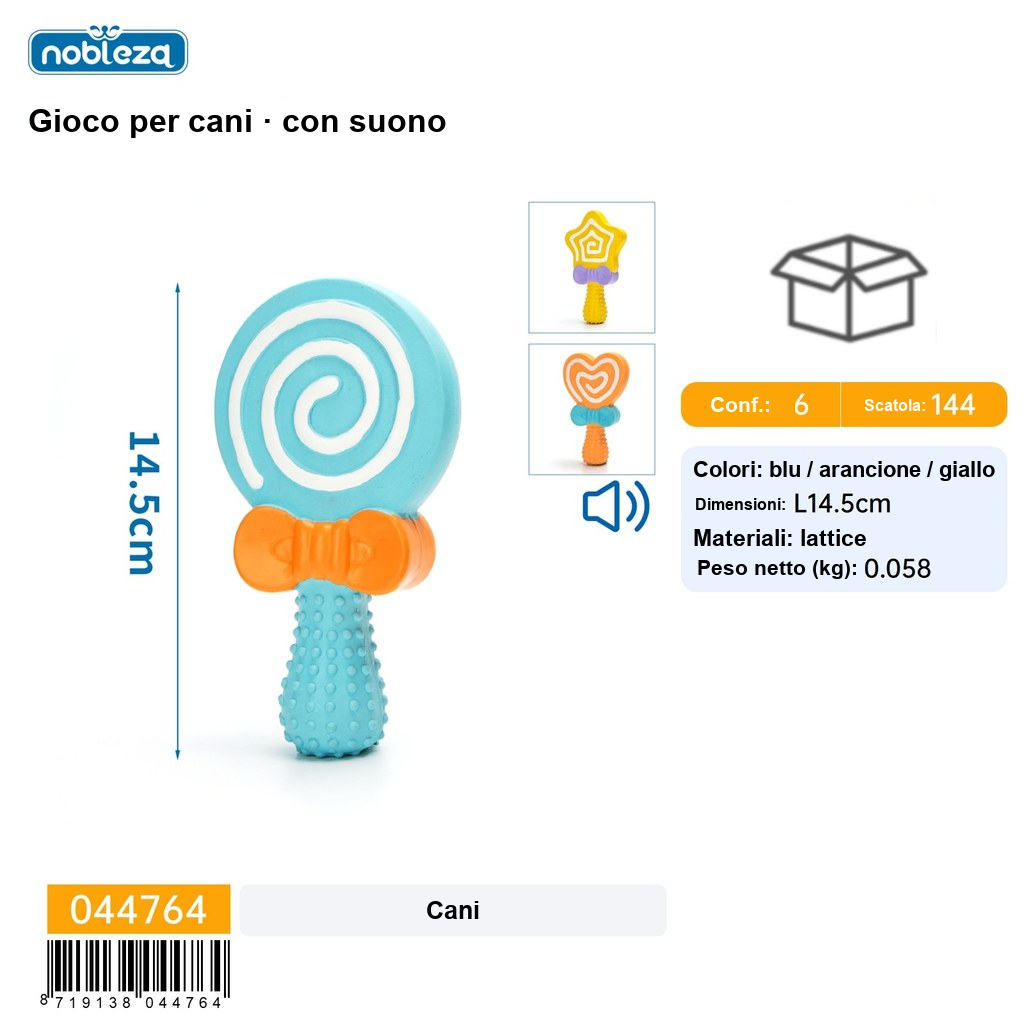 nobleza
Gioco per cani · con suono
14.5cm
Conf.: 6 Scatola: 144
Colori: blu / arancione / giallo
Dimensioni: L14.5cm
Materiali: lattice
Peso netto (kg): 0.058
044764
Cani
8 719138 044764